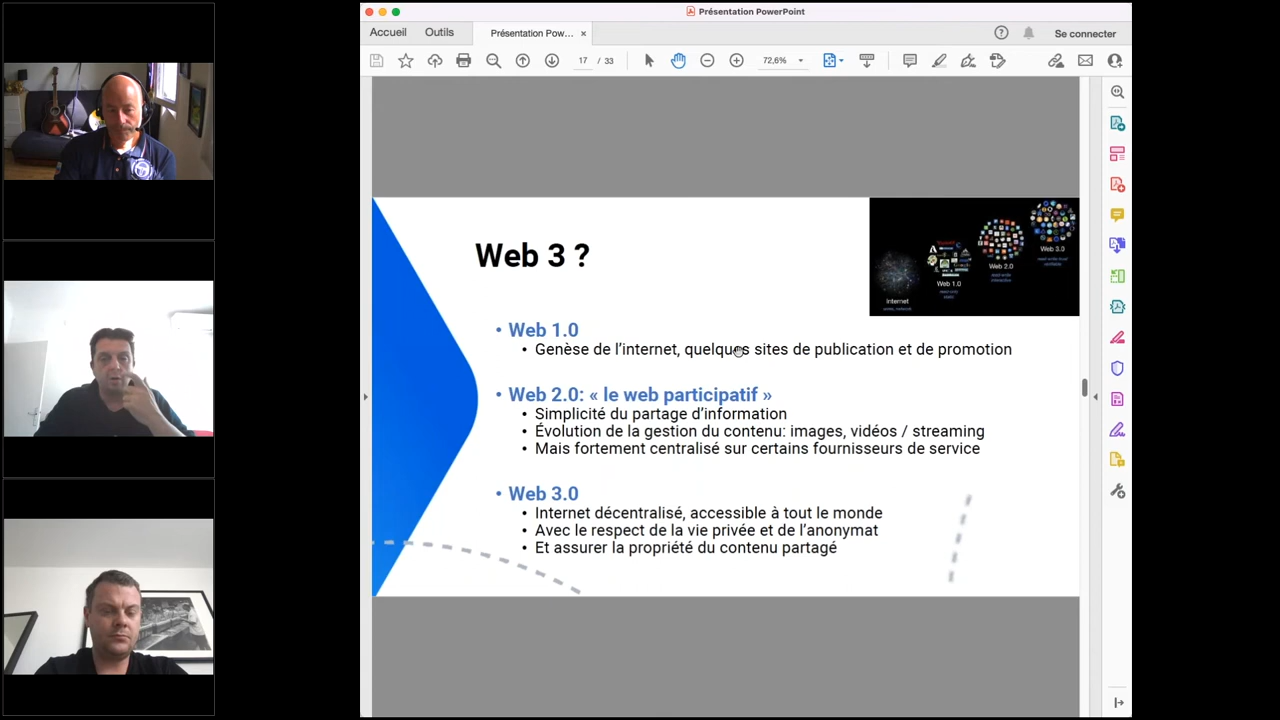 Présentation PowerPoint
Accueil
Outils
Présentation Pow...
×
Se connecter
17 / 33
72,6%
Web 3 ?
Internet
Web 1.0
Web 2.0
Web 3.0
• Web 1.0
• Genèse de l'internet, quelques sites de publication et de promotion
• Web 2.0: « le web participatif »
• Simplicité du partage d'information
• Évolution de la gestion du contenu: images, vidéos / streaming
• Mais fortement centralisé sur certains fournisseurs de service
• Web 3.0
• Internet décentralisé, accessible à tout le monde
• Avec le respect de la vie privée et de l'anonymat
• Et assurer la propriété du contenu partagé